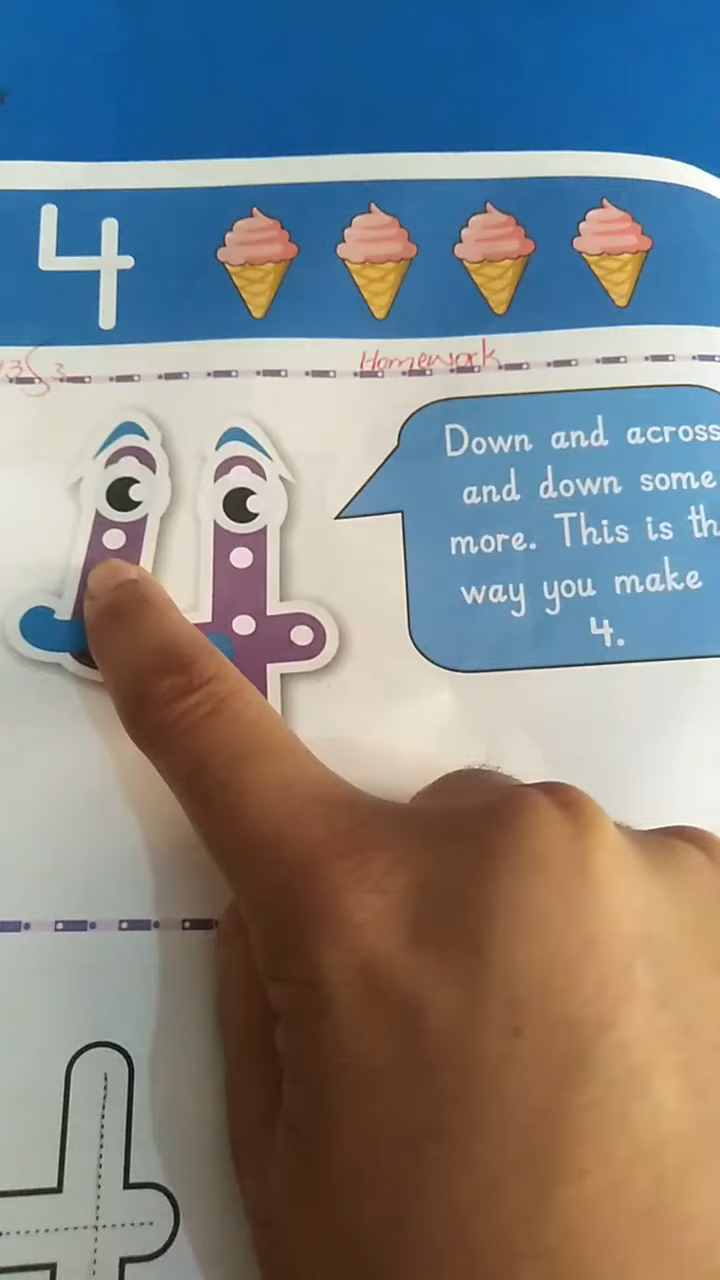 4
Homework
Down and across
and down some
more. This is th
way you make
4.